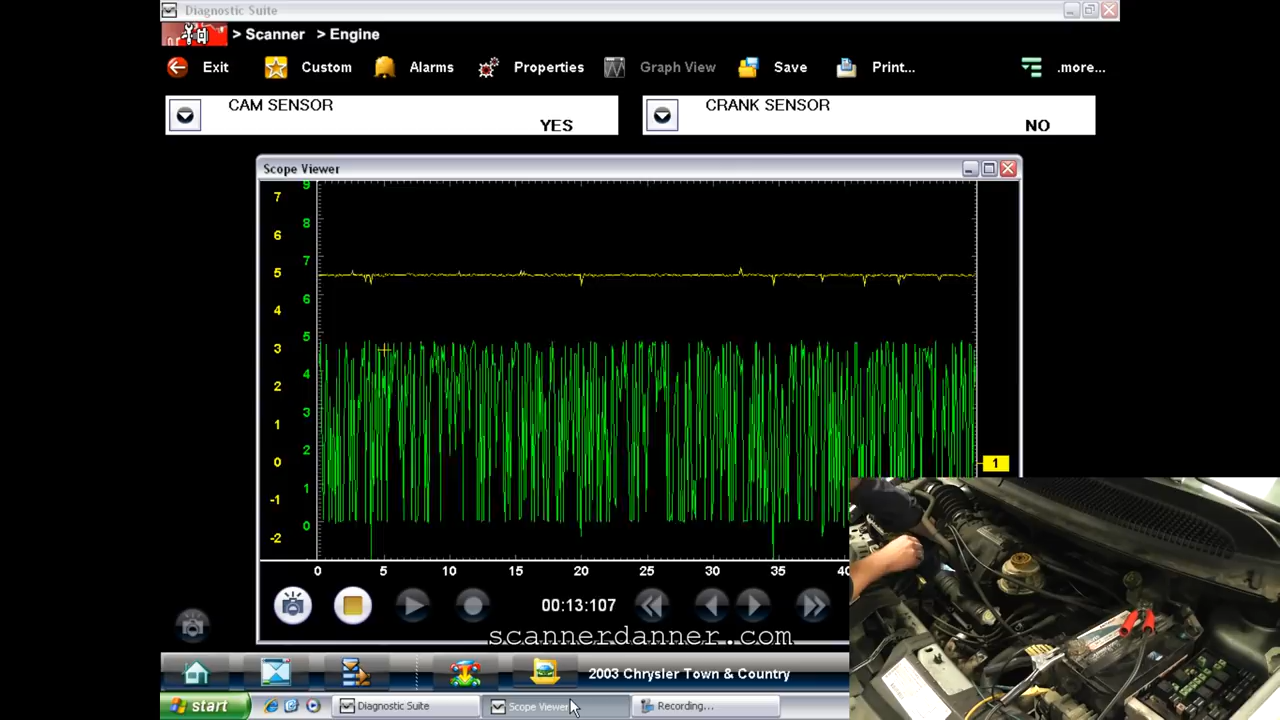 Diagnostic Suite
> Scanner > Engine
Exit Custom Alarms Properties Graph View Save Print... .more...
CAM SENSOR
YES
CRANK SENSOR
NO
Scope Viewer
9
7
8
6
7
5
6
4
5
3
4
2
3
1
2
0
1
-1
0
-2
1
0 5 10 15 20 25 30 35 40
00:13:107
scannerdanner.com
2003 Chrysler Town & Country
start Diagnostic Suite Scope Viewer Recording...